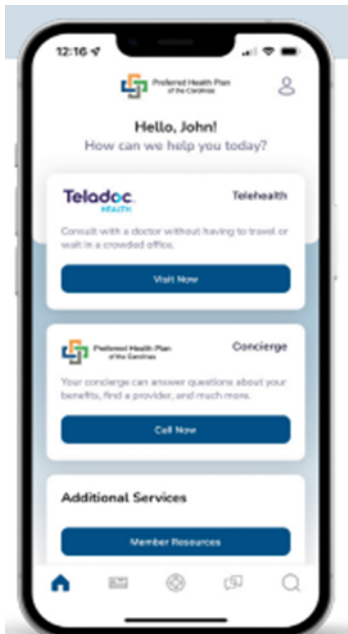 12:16
Preferred Health Plan
of the Carolinas
Hello, John!
How can we help you today?
Teladoc
HEALTH
Telehealth
Consult with a doctor without having to travel or
wait in a crowded office.
Visit Now
Preferred Health Plan
of the Carolinas
Concierge
Your concierge can answer questions about your
benefits, find a provider, and much more.
Call Now
Additional Services
Member Resources